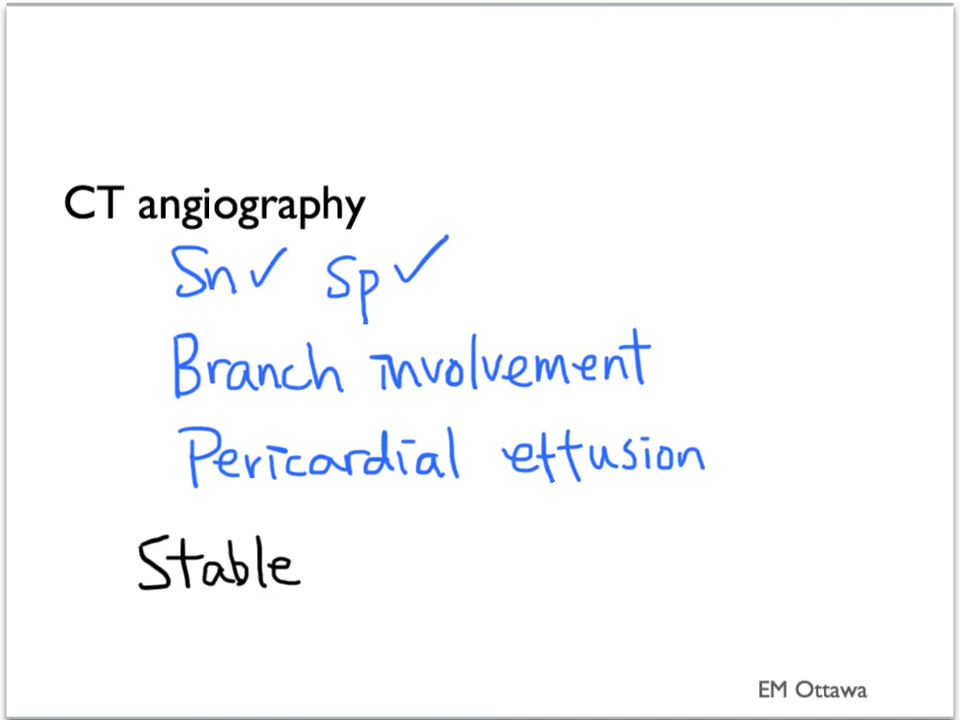 CT angiography
Sn ✓ Sp ✓
Branch involvement
Pericardial effusion
Stable
EM Ottawa